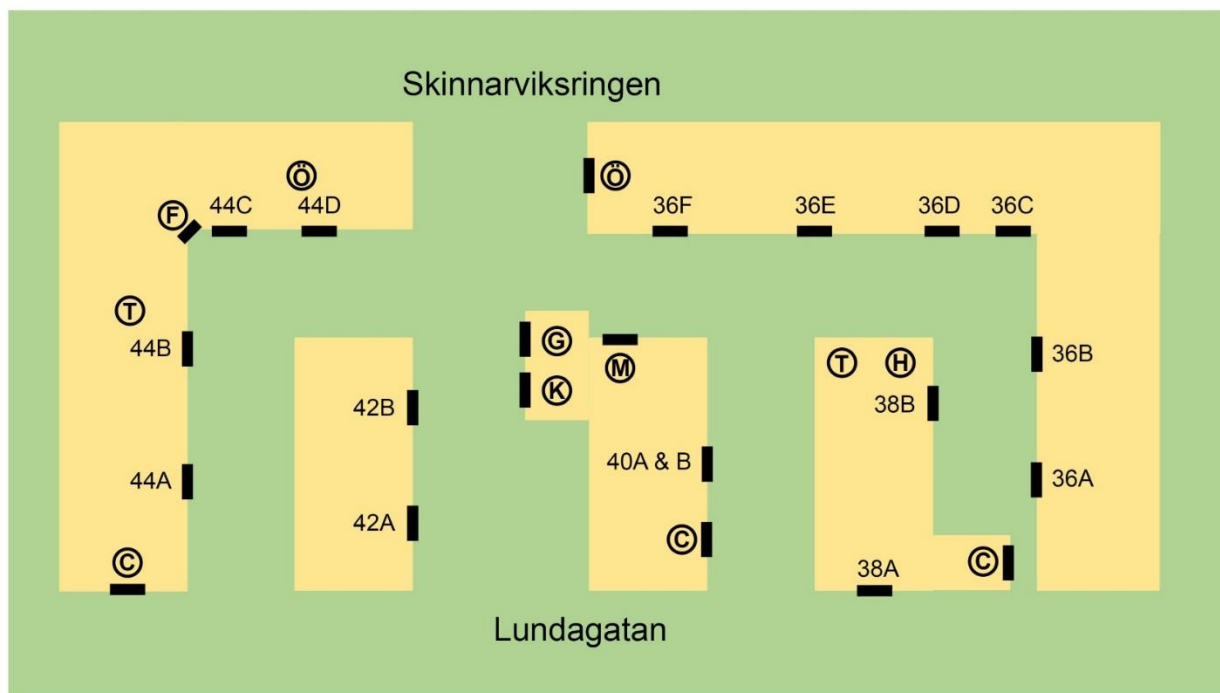 Skinnarviksringen
Ö
Ö
F
44C
44D
36F
36E
36D
36C
T
44B
G
K
M
T
H
36B
42B
38B
40A & B
44A
36A
42A
C
C
C
38A
Lundagatan